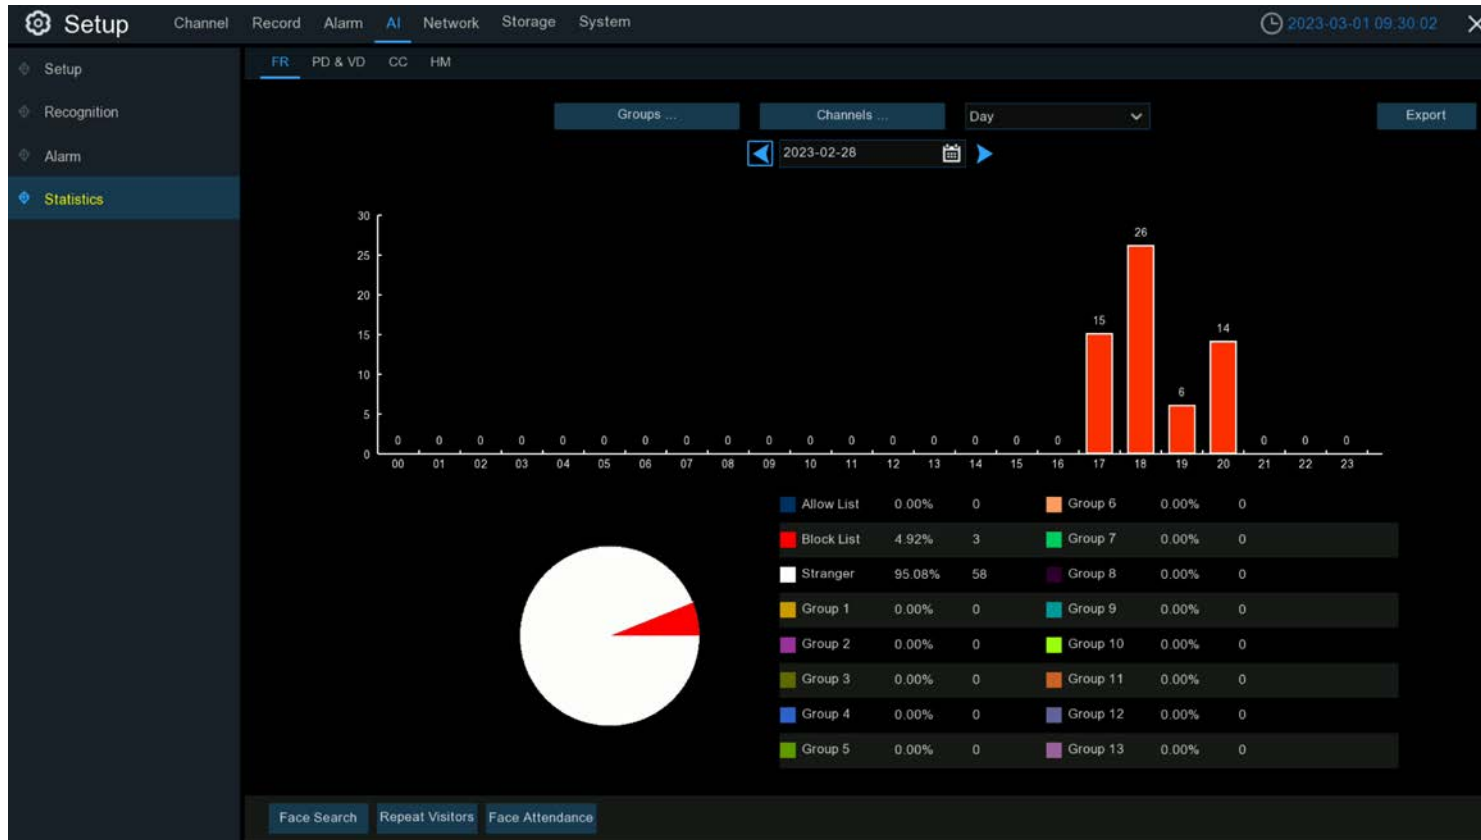 Setup Channel Record Alarm AI Network Storage System 2023-03-01 09:30:02
Setup
Recognition
Alarm
Statistics
FR PD & VD CC HM
Groups ... Channels ... Day Export
2023-02-28
30
25
20
15
10
5
0
0 0 0 0 0 0 0 0 0 0 0 0 0 0 0 0 0 15 26 6 14 0 0 0
00 01 02 03 04 05 06 07 08 09 10 11 12 13 14 15 16 17 18 19 20 21 22 23
Allow List 0.00% 0 Group 6 0.00% 0
Block List 4.92% 3 Group 7 0.00% 0
Stranger 95.08% 58 Group 8 0.00% 0
Group 1 0.00% 0 Group 9 0.00% 0
Group 2 0.00% 0 Group 10 0.00% 0
Group 3 0.00% 0 Group 11 0.00% 0
Group 4 0.00% 0 Group 12 0.00% 0
Group 5 0.00% 0 Group 13 0.00% 0
Face Search Repeat Visitors Face Attendance